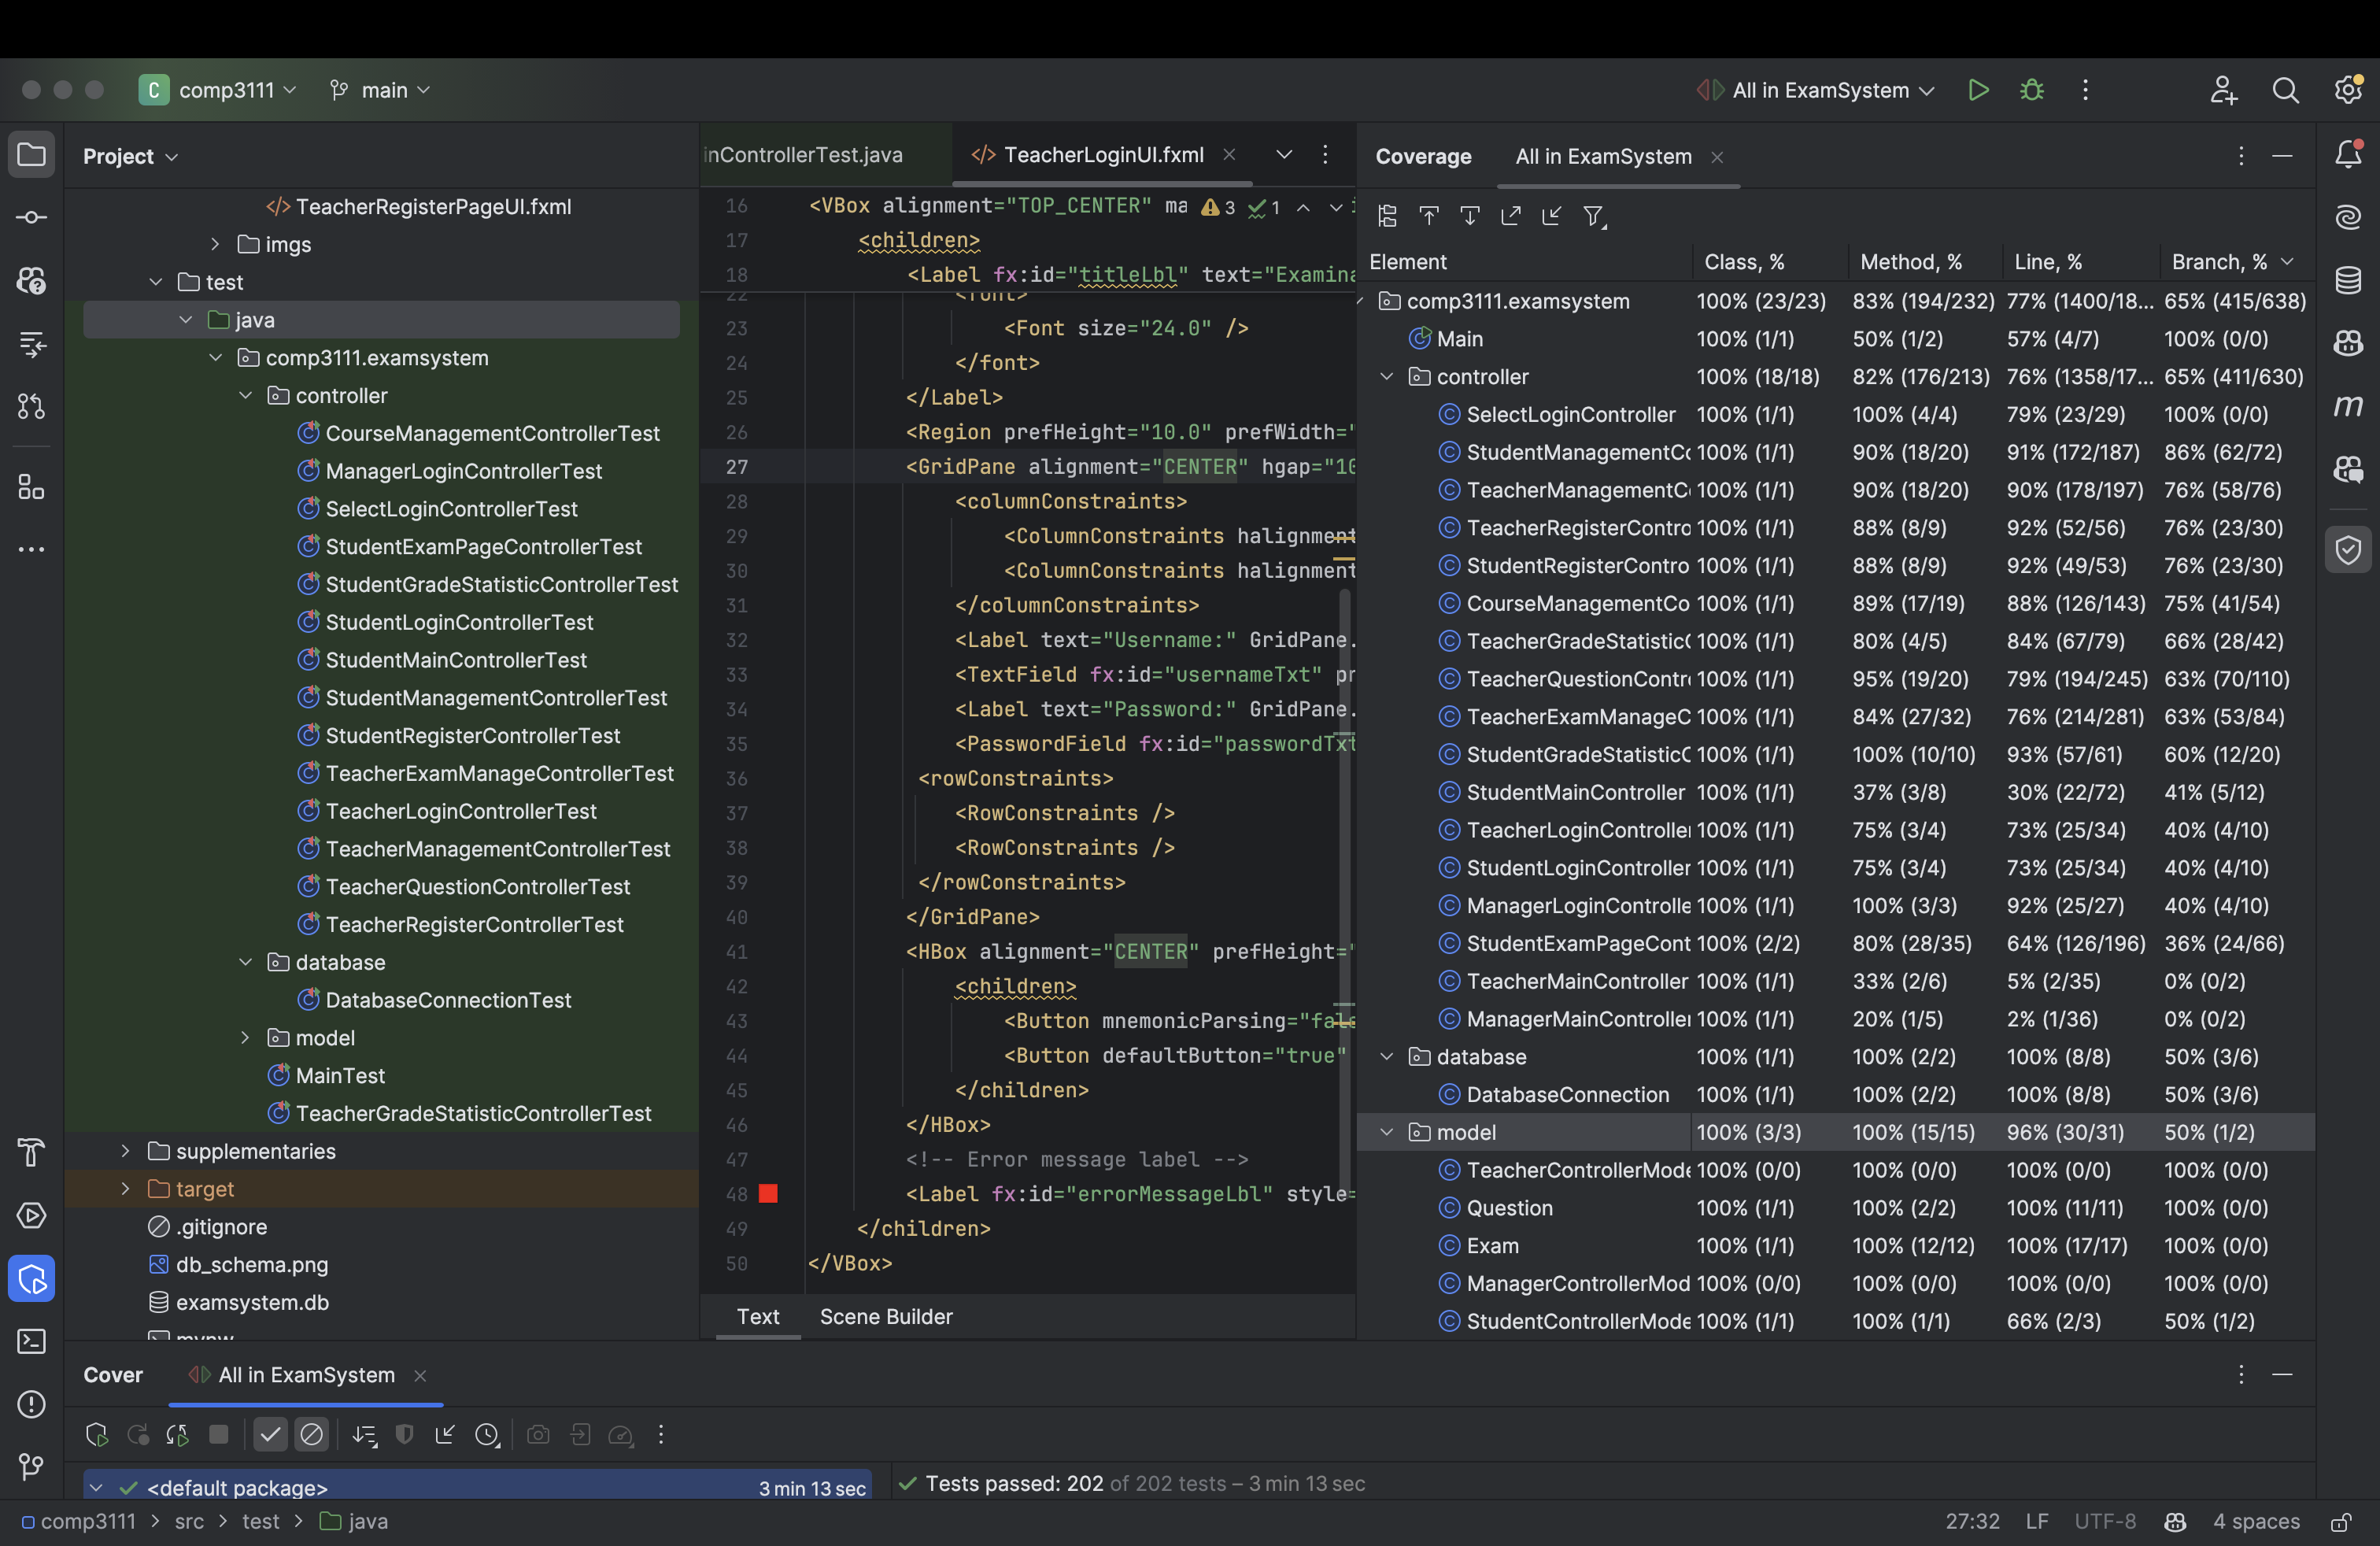 C comp3111
main
All in ExamSystem
Project
TeacherRegisterPageUI.fxml
imgs
test
java
comp3111.examsystem
controller
CourseManagementControllerTest
ManagerLoginControllerTest
SelectLoginControllerTest
StudentExamPageControllerTest
StudentGradeStatisticControllerTest
StudentLoginControllerTest
StudentMainControllerTest
StudentManagementControllerTest
StudentRegisterControllerTest
TeacherExamManageControllerTest
TeacherLoginControllerTest
TeacherManagementControllerTest
TeacherQuestionControllerTest
TeacherRegisterControllerTest
database
DatabaseConnectionTest
model
MainTest
TeacherGradeStatisticControllerTest
supplementaries
target
.gitignore
db_schema.png
examsystem.db
inControllerTest.java
TeacherLoginUI.fxml
16 <VBox alignment="TOP_CENTER" ma 3 1
17 <children>
18 <Label fx:id="titleLbl" text="Examina
22 <font>
23 <Font size="24.0" />
24 </font>
25 </Label>
26 <Region prefHeight="10.0" prefWidth="
27 <GridPane alignment="CENTER" hgap="10
28 <columnConstraints>
29 <ColumnConstraints halignment
30 <ColumnConstraints halignment
31 </columnConstraints>
32 <Label text="Username:" GridPane.
33 <TextField fx:id="usernameTxt" pr
34 <Label text="Password:" GridPane.
35 <PasswordField fx:id="passwordTxt
36 <rowConstraints>
37 <RowConstraints />
38 <RowConstraints />
39 </rowConstraints>
40 </GridPane>
41 <HBox alignment="CENTER" prefHeight="
42 <children>
43 <Button mnemonicParsing="false
44 <Button defaultButton="true"
45 </children>
46 </HBox>
47 <!-- Error message label -->
48 <Label fx:id="errorMessageLbl" style=
49 </children>
50 </VBox>
Text Scene Builder
Coverage All in ExamSystem
Element Class, % Method, % Line, % Branch, %
comp3111.examsystem 100% (23/23) 83% (194/232) 77% (1400/18... 65% (415/638)
Main 100% (1/1) 50% (1/2) 57% (4/7) 100% (0/0)
controller 100% (18/18) 82% (176/213) 76% (1358/17... 65% (411/630)
SelectLoginController 100% (1/1) 100% (4/4) 79% (23/29) 100% (0/0)
StudentManagementCo 100% (1/1) 90% (18/20) 91% (172/187) 86% (62/72)
TeacherManagementCo 100% (1/1) 90% (18/20) 90% (178/197) 76% (58/76)
TeacherRegisterContro 100% (1/1) 88% (8/9) 92% (52/56) 76% (23/30)
StudentRegisterContro 100% (1/1) 88% (8/9) 92% (49/53) 76% (23/30)
CourseManagementCo 100% (1/1) 89% (17/19) 88% (126/143) 75% (41/54)
TeacherGradeStatisticC 100% (1/1) 80% (4/5) 84% (67/79) 66% (28/42)
TeacherQuestionContro 100% (1/1) 95% (19/20) 79% (194/245) 63% (70/110)
TeacherExamManageC 100% (1/1) 84% (27/32) 76% (214/281) 63% (53/84)
StudentGradeStatisticC 100% (1/1) 100% (10/10) 93% (57/61) 60% (12/20)
StudentMainController 100% (1/1) 37% (3/8) 30% (22/72) 41% (5/12)
TeacherLoginController 100% (1/1) 75% (3/4) 73% (25/34) 40% (4/10)
StudentLoginController 100% (1/1) 75% (3/4) 73% (25/34) 40% (4/10)
ManagerLoginControlle 100% (1/1) 100% (3/3) 92% (25/27) 40% (4/10)
StudentExamPageCont 100% (2/2) 80% (28/35) 64% (126/196) 36% (24/66)
TeacherMainController 100% (1/1) 33% (2/6) 5% (2/35) 0% (0/2)
ManagerMainController 100% (1/1) 20% (1/5) 2% (1/36) 0% (0/2)
database 100% (1/1) 100% (2/2) 100% (8/8) 50% (3/6)
DatabaseConnection 100% (1/1) 100% (2/2) 100% (8/8) 50% (3/6)
model 100% (3/3) 100% (15/15) 96% (30/31) 50% (1/2)
TeacherControllerMode 100% (0/0) 100% (0/0) 100% (0/0) 100% (0/0)
Question 100% (1/1) 100% (2/2) 100% (11/11) 100% (0/0)
Exam 100% (1/1) 100% (12/12) 100% (17/17) 100% (0/0)
ManagerControllerMod 100% (0/0) 100% (0/0) 100% (0/0) 100% (0/0)
StudentControllerMode 100% (1/1) 100% (1/1) 66% (2/3) 50% (1/2)
Cover All in ExamSystem
<default package> 3 min 13 sec
Tests passed: 202 of 202 tests – 3 min 13 sec
comp3111 > src > test > java
27:32 LF UTF-8 4 spaces